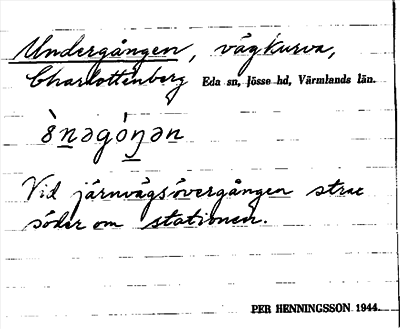 Undergången, vägkurva,
Charlottenberg Eda sn, Jösse hd, Värmlands län.
Vid järnvägsövergången strax
söder om stationen.
PER HENNINGSSON 1944.